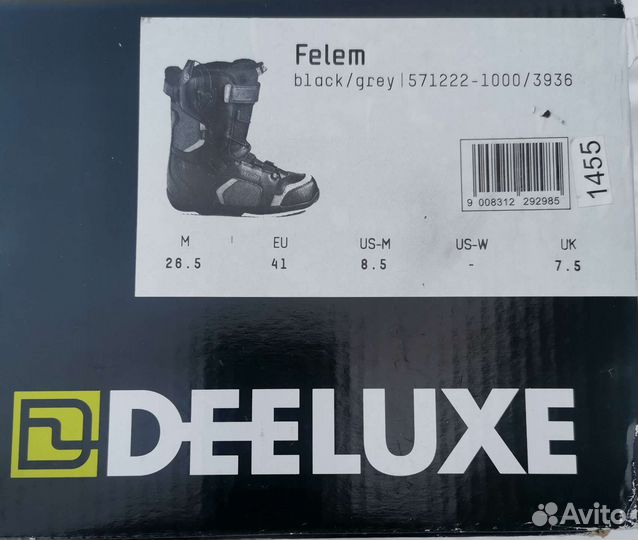 Felem
black/grey|571222-1000/3936
9 008312 292985
1455
M | EU US-M US-W UK
26.5 41 8.5 - 7.5
DEELUXE
Avito